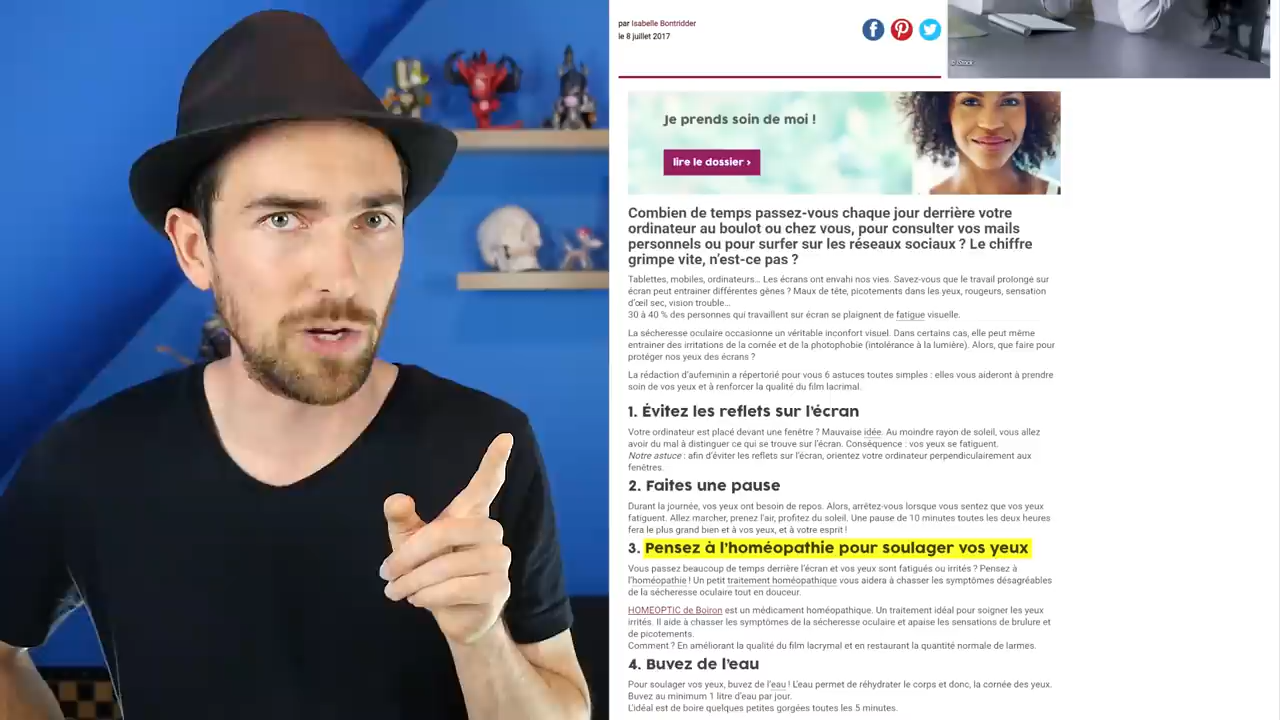 par Isabelle Bontridder
le 8 juillet 2017
© iStock
Je prends soin de moi !
lire le dossier ›
Combien de temps passez-vous chaque jour derrière votre
ordinateur au boulot ou chez vous, pour consulter vos mails
personnels ou pour surfer sur les réseaux sociaux ? Le chiffre
grimpe vite, n'est-ce pas ?
Tablettes, mobiles, ordinateurs... Les écrans ont envahi nos vies. Savez-vous que le travail prolongé sur
écran peut entrainer différentes gênes ? Maux de tête, picotements dans les yeux, rougeurs, sensation
d'œil sec, vision trouble...
30 à 40 % des personnes qui travaillent sur écran se plaignent de fatigue visuelle.
La sécheresse oculaire occasionne un véritable inconfort visuel. Dans certains cas, elle peut même
entrainer des irritations de la cornée et de la photophobie (intolérance à la lumière). Alors, que faire pour
protéger nos yeux des écrans ?
La rédaction d'aufeminin a répertorié pour vous 6 astuces toutes simples : elles vous aideront à prendre
soin de vos yeux et à renforcer la qualité du film lacrimal.
1. Évitez les reflets sur l'écran
Votre ordinateur est placé devant une fenêtre ? Mauvaise idée. Au moindre rayon de soleil, vous allez
avoir du mal à distinguer ce qui se trouve sur l'écran. Conséquence : vos yeux se fatiguent.
Notre astuce : afin d'éviter les reflets sur l'écran, orientez votre ordinateur perpendiculairement aux
fenêtres.
2. Faites une pause
Durant la journée, vos yeux ont besoin de repos. Alors, arrêtez-vous lorsque vous sentez que vos yeux
fatiguent. Allez marcher, prenez l'air, profitez du soleil. Une pause de 10 minutes toutes les deux heures
fera le plus grand bien et à vos yeux, et à votre esprit !
3. Pensez à l'homéopathie pour soulager vos yeux
Vous passez beaucoup de temps derrière l'écran et vos yeux sont fatigués ou irrités ? Pensez à
l'homéopathie ! Un petit traitement homéopathique vous aidera à chasser les symptômes désagréables
de la sécheresse oculaire tout en douceur.
HOMEOPTIC de Boiron est un médicament homéopathique. Un traitement idéal pour soigner les yeux
irrités. Il aide à chasser les symptômes de la sécheresse oculaire et apaise les sensations de brulure et
de picotements.
Comment ? En améliorant la qualité du film lacrymal et en restaurant la quantité normale de larmes.
4. Buvez de l'eau
Pour soulager vos yeux, buvez de l'eau ! L'eau permet de réhydrater le corps et donc, la cornée des yeux.
Buvez au minimum 1 litre d'eau par jour.
L'idéal est de boire quelques petites gorgées toutes les 5 minutes.